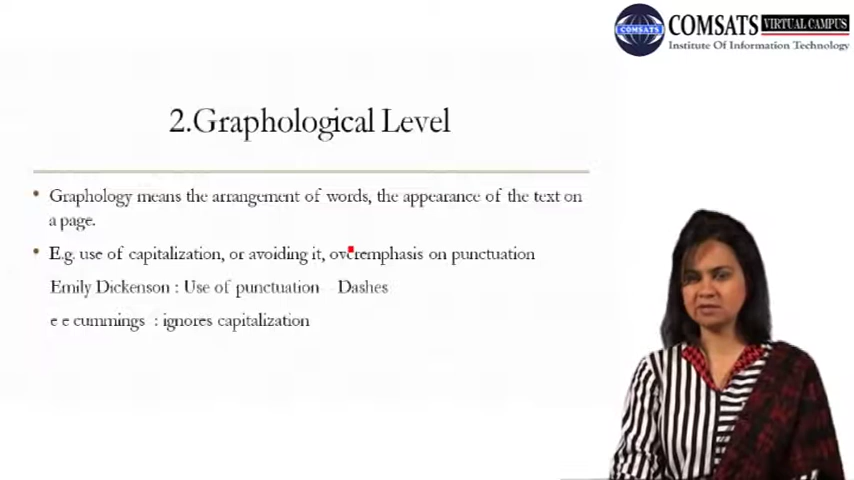 COMSATS VIRTUAL CAMPUS
COMSATS Institute Of Information Technology
2.Graphological Level
• Graphology means the arrangement of words, the appearance of the text on
a page.
• E.g. use of capitalization, or avoiding it, overemphasis on punctuation
Emily Dickenson : Use of punctuation Dashes
e e cummings : ignores capitalization